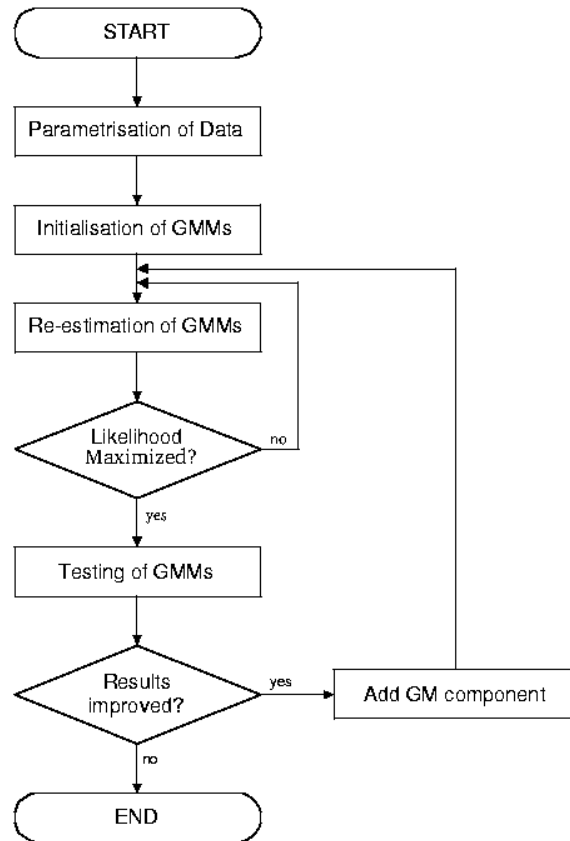 START
Parametrisation of Data
Initialisation of GMMs
Re-estimation of GMMs
Likelihood
Maximized?
no
yes
Testing of GMMs
Results
improved?
yes
Add GM component
no
END